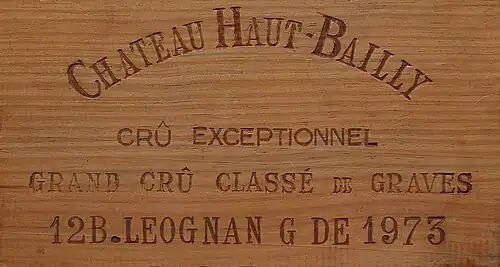 CHATEAU HAUT-BAILLY
CRÛ EXCEPTIONNEL
GRAND CRÛ CLASSÉ DE GRAVES
12B.LEOGNAN G DE 1973